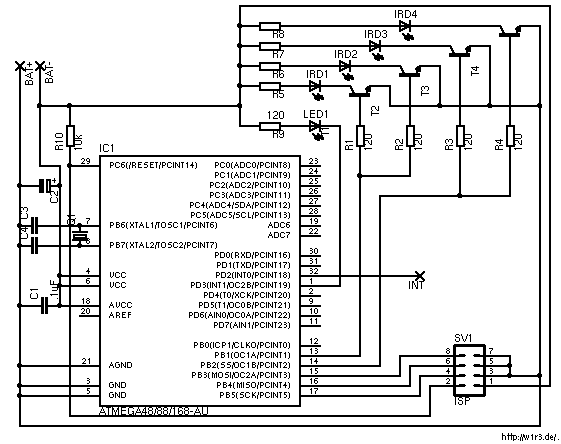 IRD4
R8
IRD3
R7
IRD2
R6
T4
BAT+
BAT-
IRD1
R5
T3
T2
120
LED1
R9
R10
10k
R1
120
R2
120
R3
120
R4
120
IC1
29 PC6(/RESET/PCINT14) PC0(ADC0/PCINT8) 23
PC1(ADC1/PCINT9) 24
PC2(ADC2/PCINT10) 25
PC3(ADC3/PCINT11) 26
PC4(ADC4/SDA/PCINT12) 27
PC5(ADC5/SCL/PCINT13) 28
C2
C3
C4
Q1
7 PB6(XTAL1/TOSC1/PCINT6) ADC6 19
ADC7 22
8 PB7(XTAL2/TOSC2/PCINT7)
PD0(RXD/PCINT16) 30
PD1(TXD/PCINT17) 31
4 VCC PD2(INT0/PCINT18) 32
6 VCC PD3(INT1/OC2B/PCINT19) 1
INT
PD4(T0/XCK/PCINT20) 2
C1
.1uF
18 AVCC PD5(T1/OC0B/PCINT21) 9
20 AREF PD6(AIN0/OC0A/PCINT22) 10
PD7(AIN1/PCINT23) 11
PB0(ICP1/CLKO/PCINT0) 12
PB1(OC1A/PCINT1) 13
21 AGND PB2(SS/OC1B/PCINT2) 14
PB3(MOSI/OC2A/PCINT3) 15
3 GND PB4(MISO/PCINT4) 16
5 GND PB5(SCK/PCINT5) 17
ATMEGA48/88/168-AU
SV1
8 7
6 5
4 3
2 1
ISP
http://w1r3.de/.